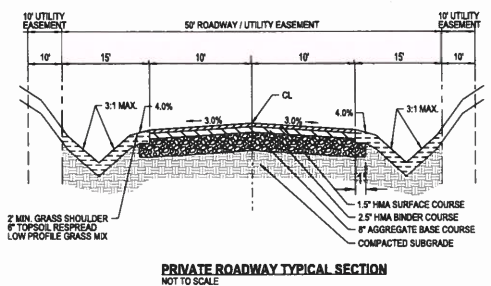 10' UTILITY
EASEMENT
50' ROADWAY / UTILITY EASEMENT
10' UTILITY
EASEMENT
10'
15'
10'
10'
15'
10'
3:1 MAX.
4.0%
CL
4.0%
3:1 MAX.
3.0%
3.0%
1'
1.5" HMA SURFACE COURSE
2.5" HMA BINDER COURSE
8" AGGREGATE BASE COURSE
COMPACTED SUBGRADE
2' MIN. GRASS SHOULDER
6" TOPSOIL RESPREAD
LOW PROFILE GRASS MIX
PRIVATE ROADWAY TYPICAL SECTION
NOT TO SCALE